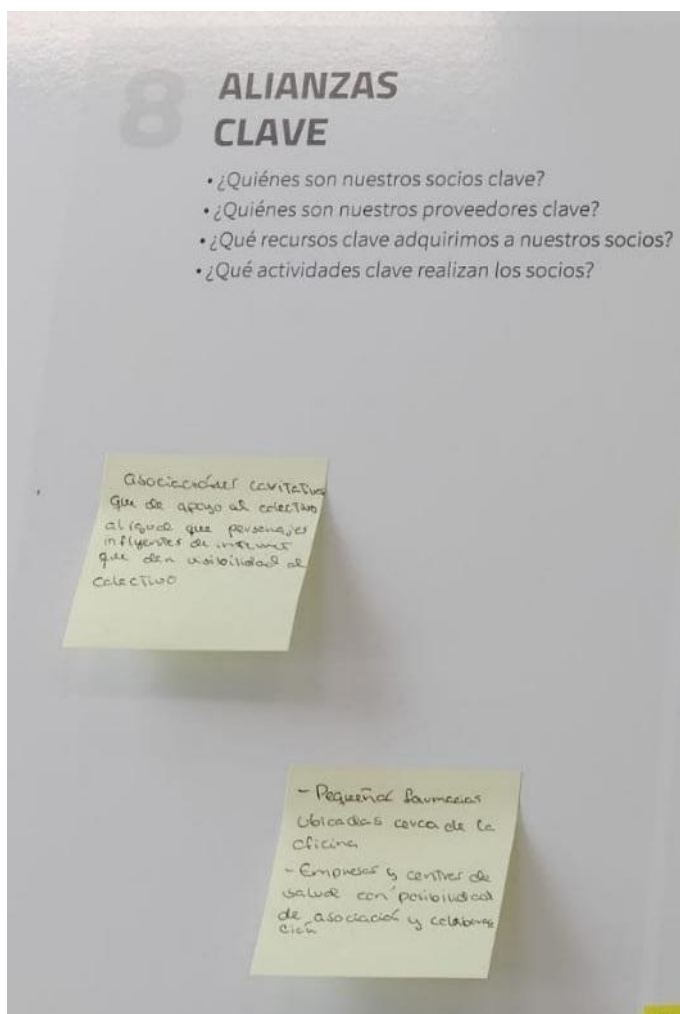 8
ALIANZAS
CLAVE
• ¿Quiénes son nuestros socios clave?
• ¿Quiénes son nuestros proveedores clave?
• ¿Qué recursos clave adquirimos a nuestros socios?
• ¿Qué actividades clave realizan los socios?
asociaciones cavitativas
que de apoyo al colectivo
al igual que personajes
influyentes de internet
que den visibilidad al
colectivo
- Pequeñas farmacias
Ubicadas cerca de la
oficina
- Empresas y centros de
salud con posibilidad
de asociación y colabora
ción